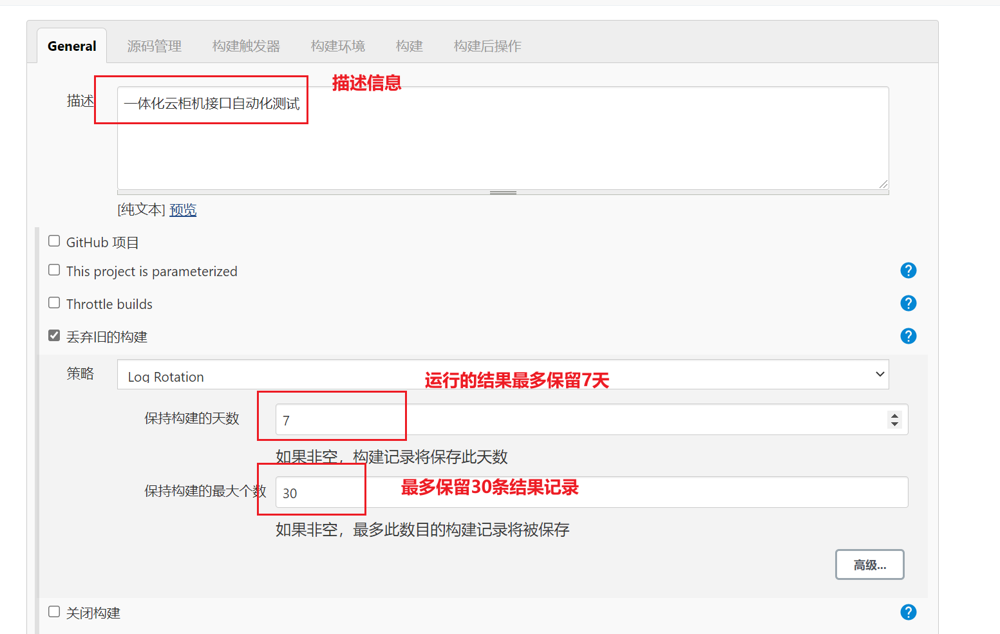 General 源码管理 构建触发器 构建环境 构建 构建后操作
描述信息
描述 一体化云柜机接口自动化测试
[纯文本] 预览
GitHub 项目
This project is parameterized
Throttle builds
丢弃旧的构建
策略 Log Rotation
运行的结果最多保留7天
保持构建的天数 7
如果非空，构建记录将保存此天数
保持构建的最大个数 30 最多保留30条结果记录
如果非空，最多此数目的构建记录将被保存
高级...
关闭构建